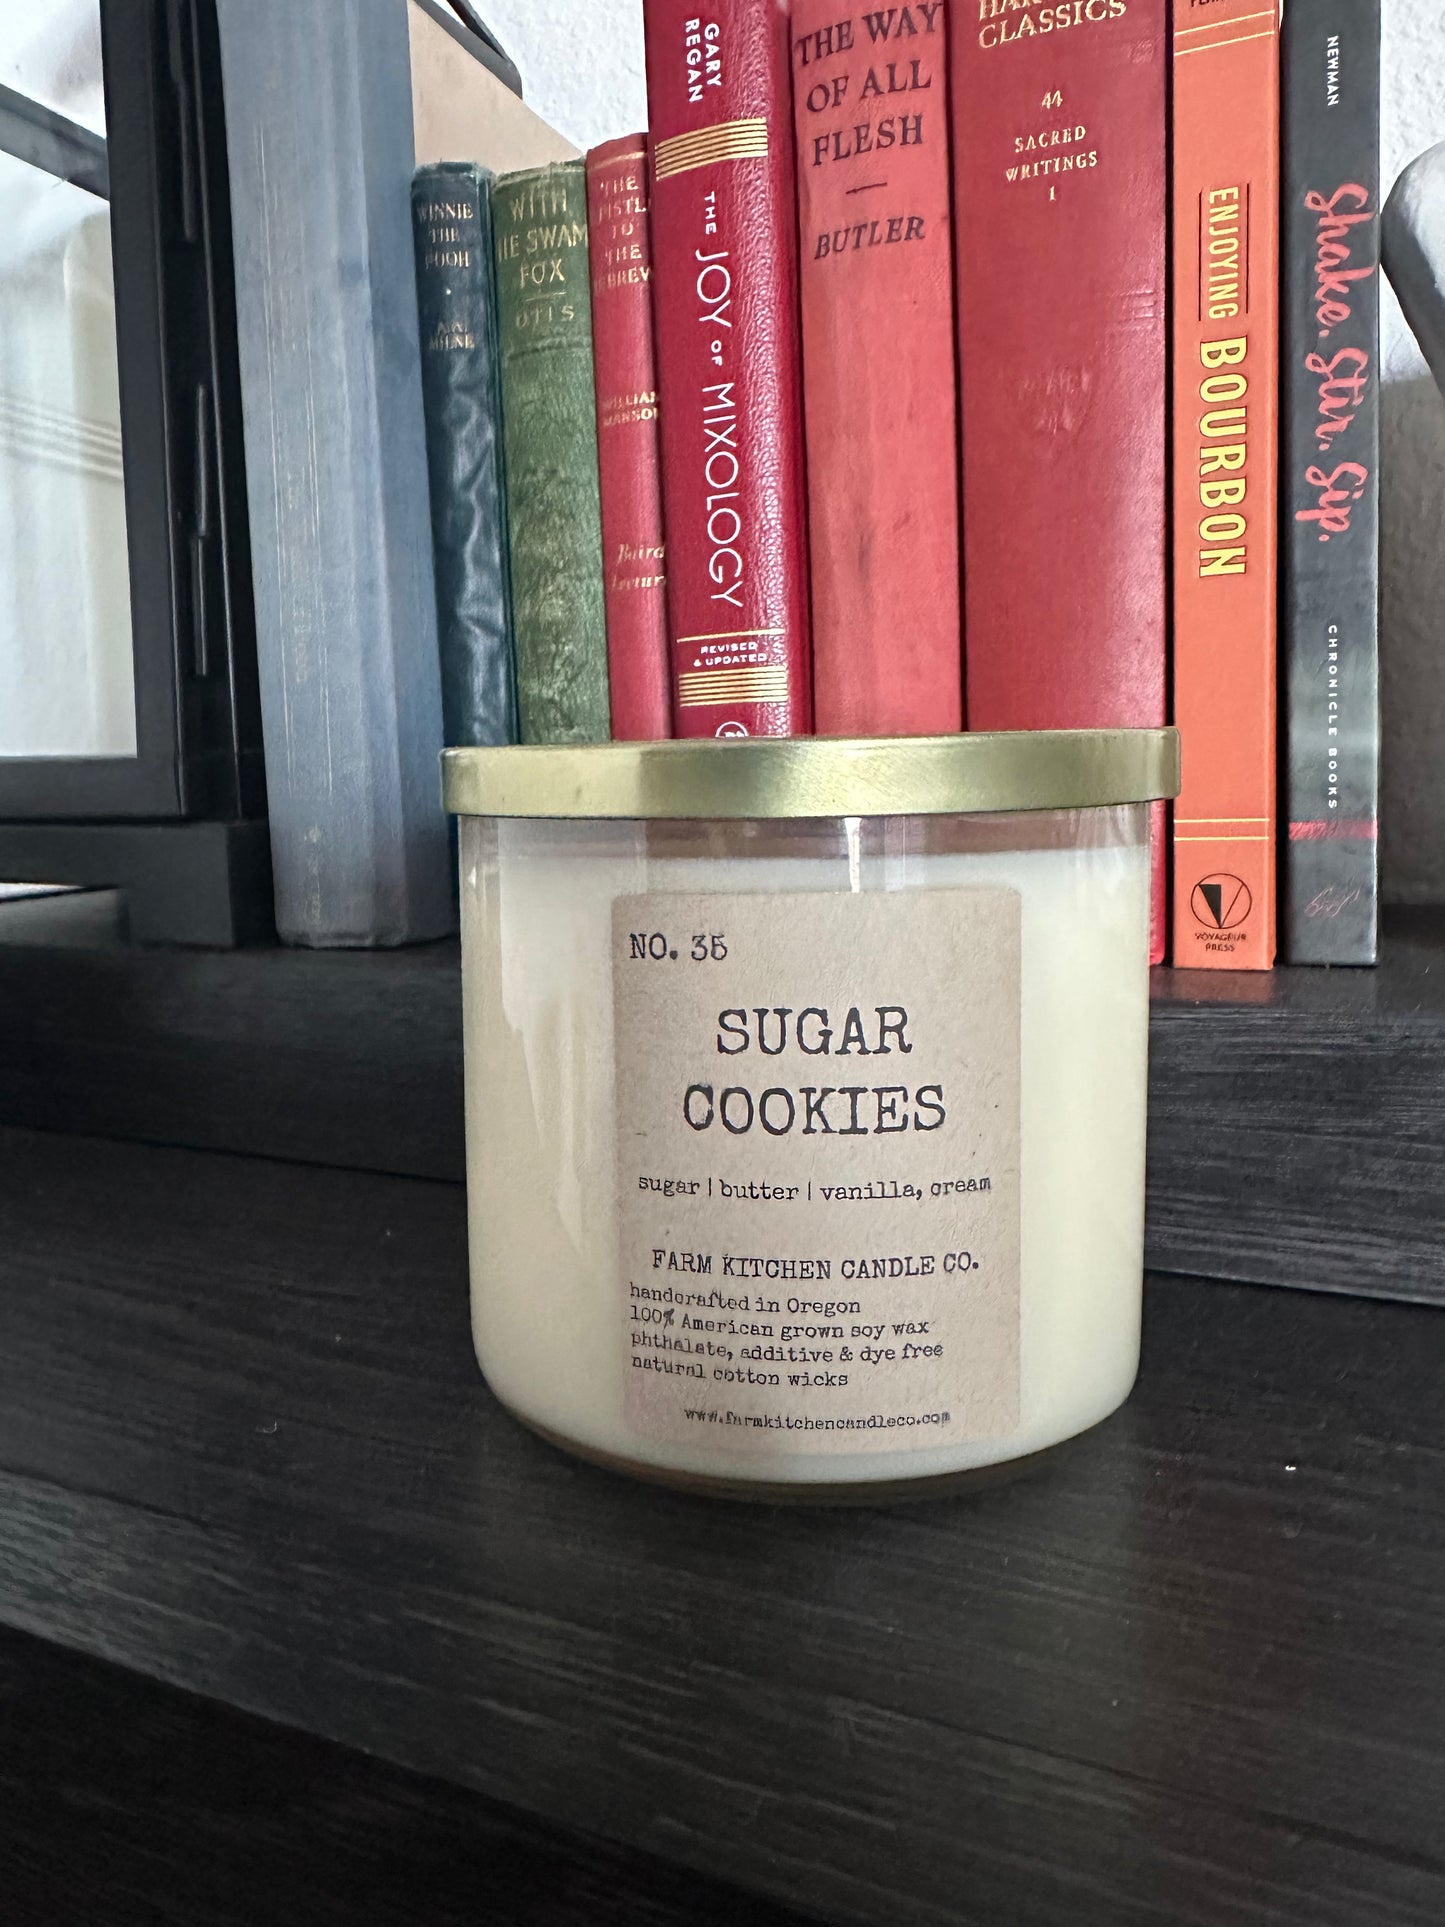 WINNIE
THE
POOH
A.A.
MILNE
WITH
THE SWAMP
FOX
OTIS
THE
EPISTLE
TO
THE
WILLIAM
MANSON
Baird
Lecture
GARY
REGAN
THE JOY OF MIXOLOGY
REVISED
& UPDATED
THE WAY
OF ALL
FLESH
BUTLER
CLASSICS
44
SACRED
WRITINGS
1
ENJOYING BOURBON
VOYAGEUR
PRESS
NEWMAN
Shake. Stir. Sip.
CHRONICLE BOOKS
NO. 35
SUGAR
COOKIES
sugar | butter | vanilla, cream
FARM KITCHEN CANDLE CO.
handcrafted in Oregon
100% American grown soy wax
phthalate, additive & dye free
natural cotton wicks
www.farmkitchencandleco.com